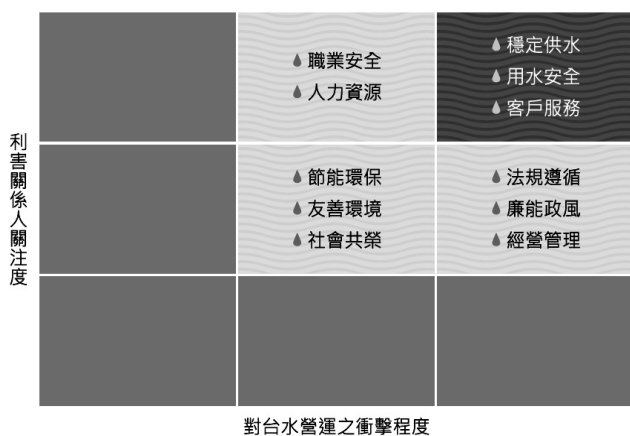 職業安全
人力資源
穩定供水
用水安全
客戶服務
利害關係人關注度
節能環保
友善環境
社會共榮
法規遵循
廉能政風
經營管理
對台水營運之衝擊程度